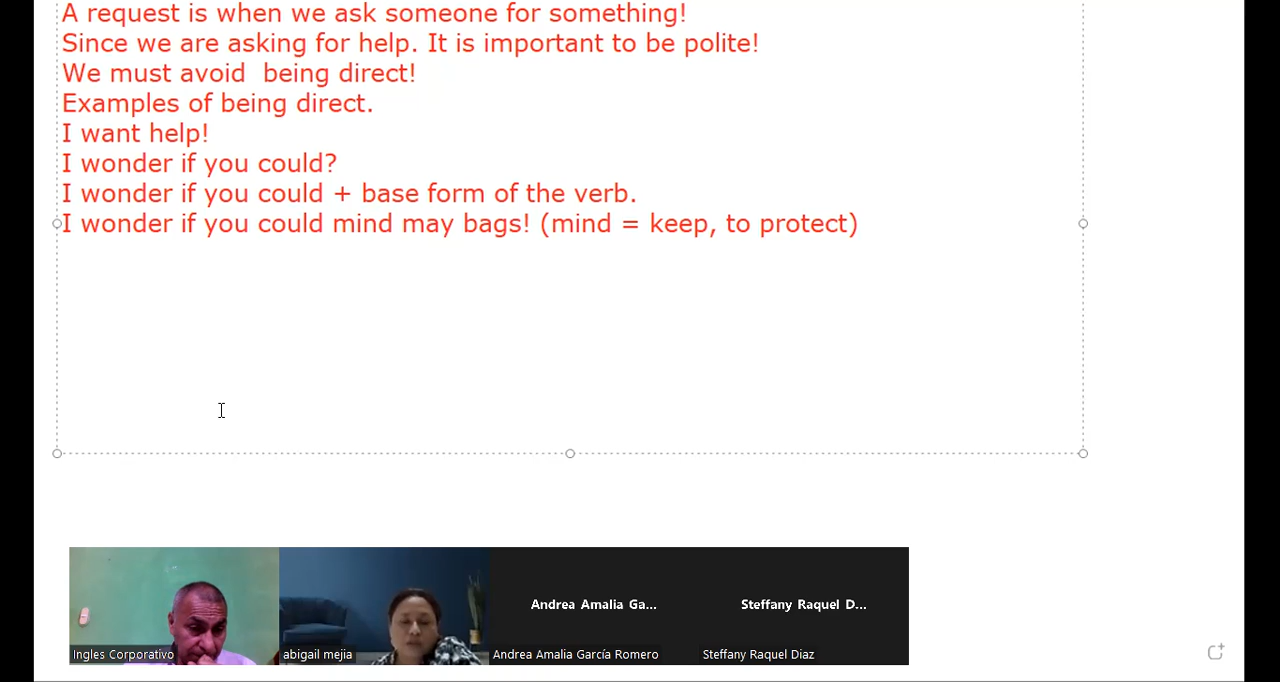 A request is when we ask someone for something!
Since we are asking for help. It is important to be polite!
We must avoid  being direct!
Examples of being direct.
I want help!
I wonder if you could?
I wonder if you could + base form of the verb.
I wonder if you could mind may bags! (mind = keep, to protect)
Andrea Amalia Ga...
Steffany Raquel D...
Ingles Corporativo
abigail mejia
Andrea Amalia García Romero
Steffany Raquel Diaz